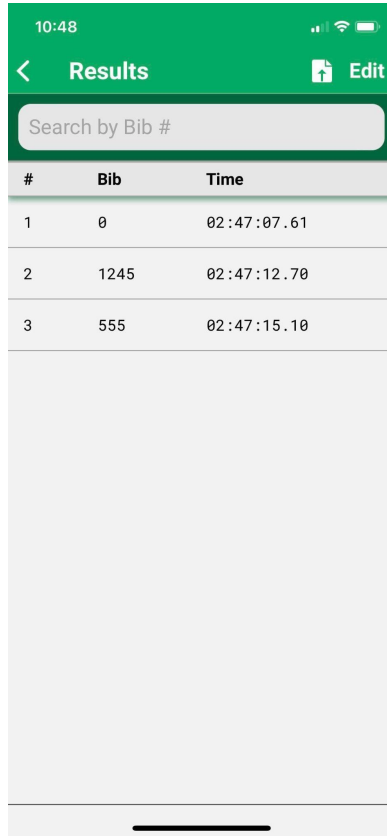 10:48
Results Edit
Search by Bib #
# Bib Time
1 0 02:47:07.61
2 1245 02:47:12.70
3 555 02:47:15.10